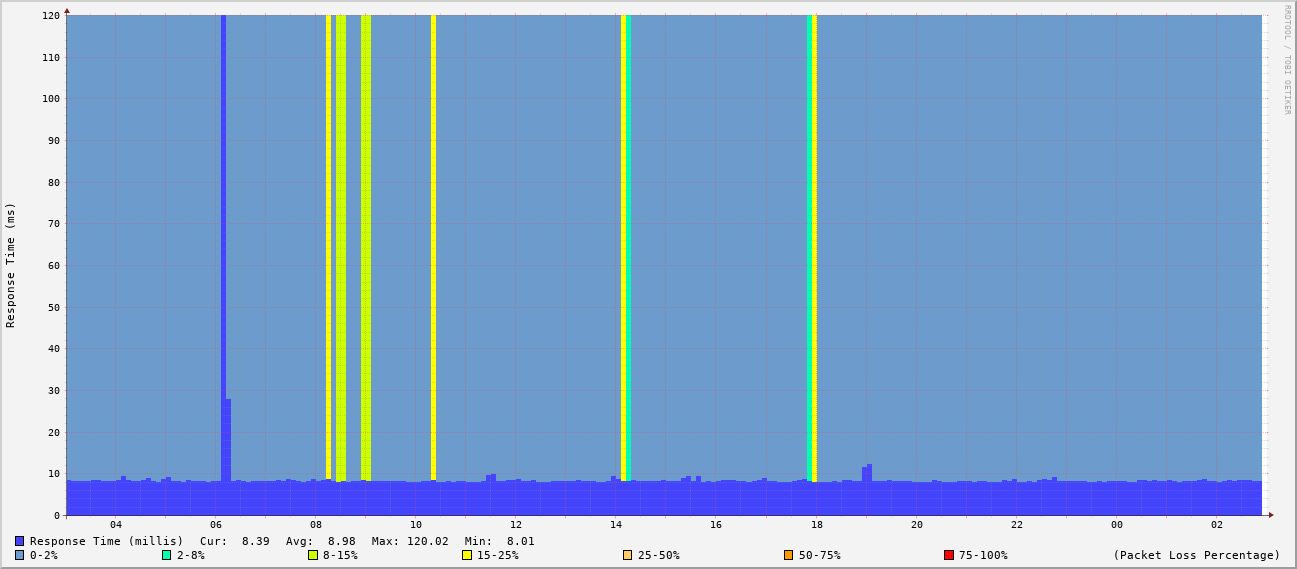 RRDTOOL / TOBI OETIKER
Response Time (ms)
120
110
100
90
80
70
60
50
40
30
20
10
0
04 06 08 10 12 14 16 18 20 22 00 02
Response Time (millis) Cur: 8.39 Avg: 8.98 Max: 120.02 Min: 8.01
0-2% 2-8% 8-15% 15-25% 25-50% 50-75% 75-100% (Packet Loss Percentage)